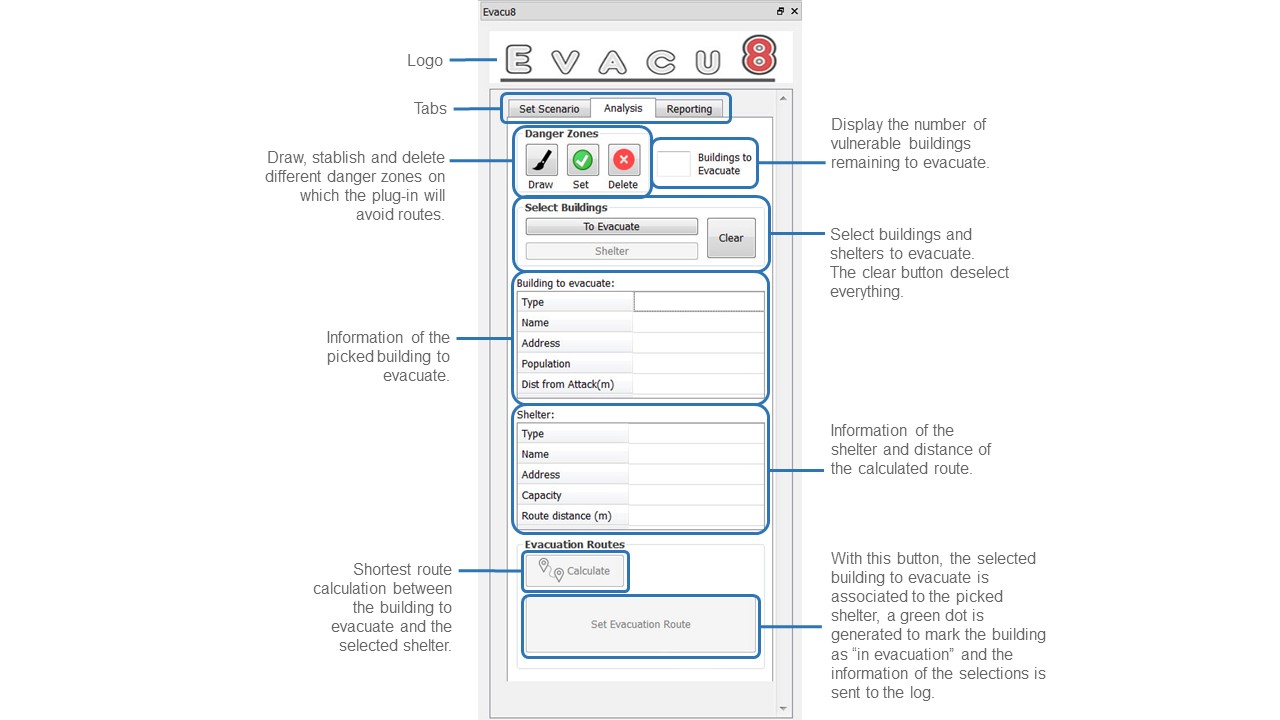 Evacu8
Logo
EVACU8
Tabs
Set Scenario Analysis Reporting
Draw, stablish and delete
different danger zones on
which the plug-in will
avoid routes.
Danger Zones
Draw Set Delete
Buildings to
Evacuate
Display the number of
vulnerable buildings
remaining to evacuate.
Select Buildings
To Evacuate
Shelter
Clear
Select buildings and
shelters to evacuate.
The clear button deselect
everything.
Information of the
picked building to
evacuate.
Building to evacuate:
Type
Name
Address
Population
Dist from Attack(m)
Shelter:
Type
Name
Address
Capacity
Route distance (m)
Information of the
shelter and distance of
the calculated route.
Shortest route
calculation between
the building to
evacuate and the
selected shelter.
Evacuation Routes
Calculate
Set Evacuation Route
With this button, the selected
building to evacuate is
associated to the picked
shelter, a green dot is
generated to mark the building
as “in evacuation” and the
information of the selections is
sent to the log.